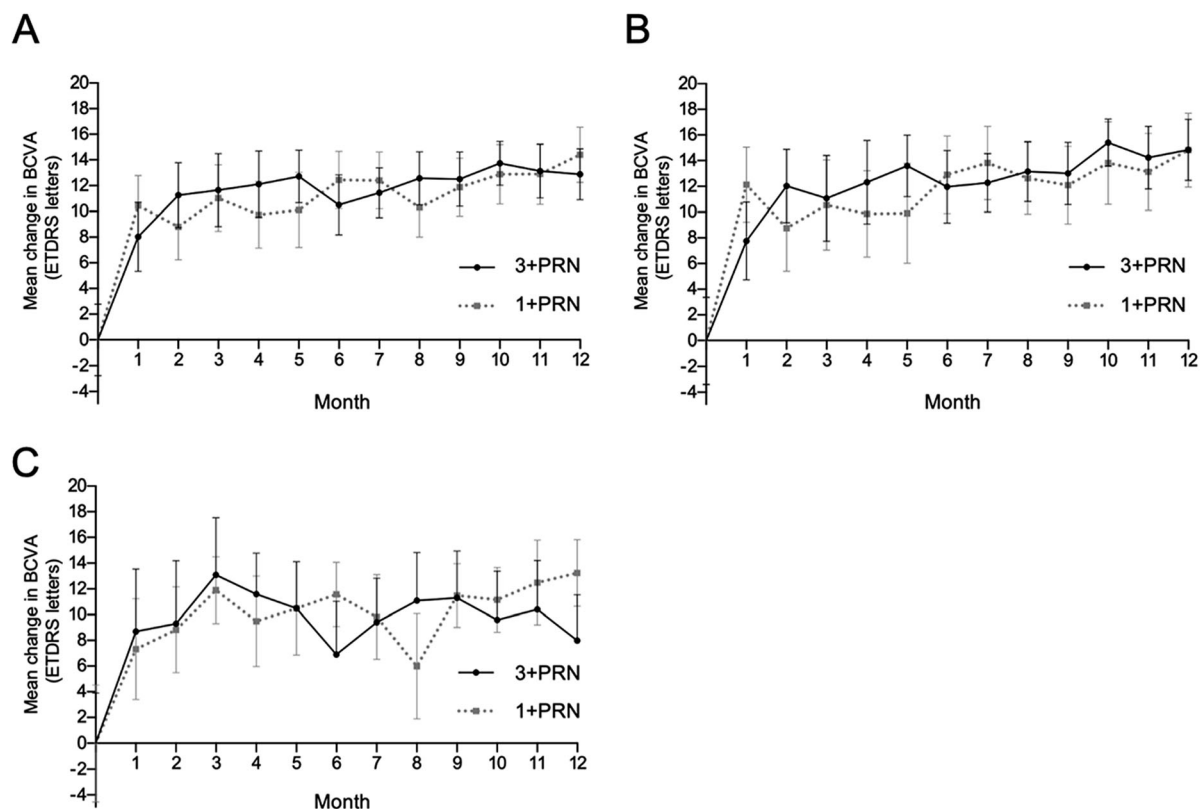 A
Mean change in BCVA
(ETDRS letters)
20
18
16
14
12
10
8
6
4
2
0
-2
-4
1 2 3 4 5 6 7 8 9 10 11 12
Month
3+PRN
1+PRN
B
Mean change in BCVA
(ETDRS letters)
20
18
16
14
12
10
8
6
4
2
0
-2
-4
1 2 3 4 5 6 7 8 9 10 11 12
Month
3+PRN
1+PRN
C
Mean change in BCVA
(ETDRS letters)
20
18
16
14
12
10
8
6
4
2
0
-2
-4
1 2 3 4 5 6 7 8 9 10 11 12
Month
3+PRN
1+PRN